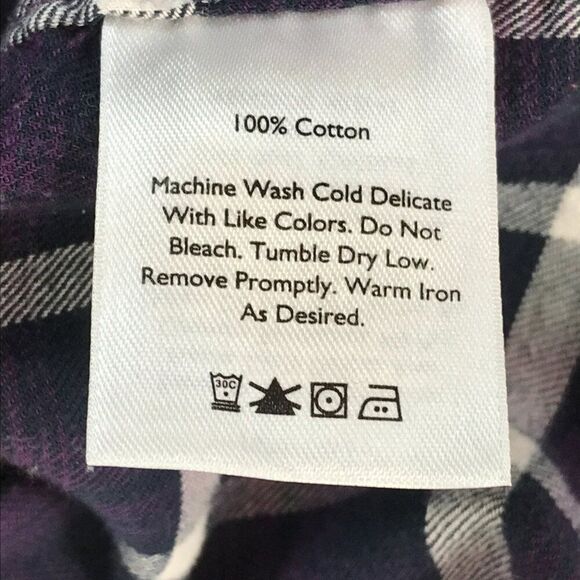 100% Cotton
Machine Wash Cold Delicate
With Like Colors. Do Not
Bleach. Tumble Dry Low.
Remove Promptly. Warm Iron
As Desired.
30C